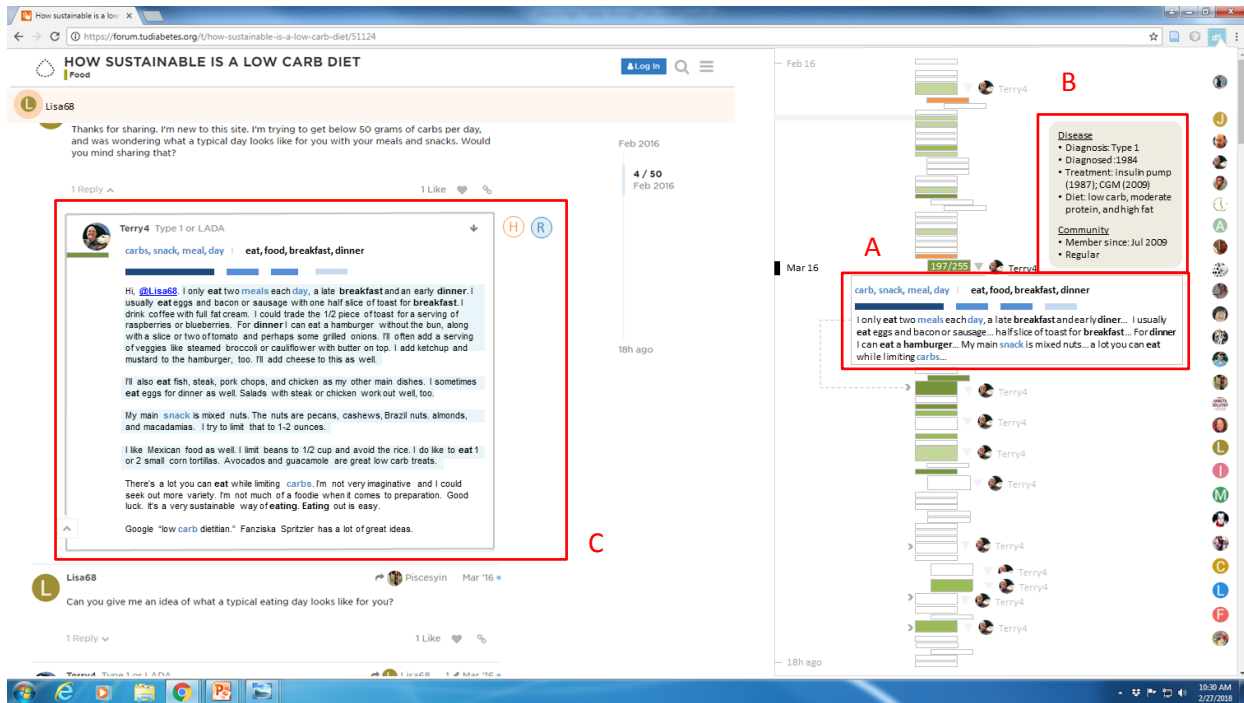 How sustainable is a low
https://forum.tudiabetes.org/t/how-sustainable-is-a-low-carb-diet/51124
HOW SUSTAINABLE IS A LOW CARB DIET
Food
Log In
L
Lisa68
Thanks for sharing. I'm new to this site. I'm trying to get below 50 grams of carbs per day,
and was wondering what a typical day looks like for you with your meals and snacks. Would
you mind sharing that?
1 Reply
1 Like
Feb 2016
4 / 50
Feb 2016
18h ago
Terry4 Type 1 or LADA
H
R
carbs, snack, meal, day | eat, food, breakfast, dinner
Hi, @Lisa68. I only eat two meals each day, a late breakfast and an early dinner. I
usually eat eggs and bacon or sausage with one half slice of toast for breakfast. I
drink coffee with full fat cream. I could trade the 1/2 piece of toast for a serving of
raspberries or blueberries. For dinner I can eat a hamburger without the bun, along
with a slice or two of tomato and perhaps some grilled onions. I'll often add a serving
of veggies like steamed broccoli or cauliflower with butter on top. I add ketchup and
mustard to the hamburger, too. I'll add cheese to this as well.
I'll also eat fish, steak, pork chops, and chicken as my other main dishes. I sometimes
eat eggs for dinner as well. Salads with steak or chicken work out well, too.
My main snack is mixed nuts. The nuts are pecans, cashews, Brazil nuts. almonds,
and macadamias. I try to limit that to 1-2 ounces.
I like Mexican food as well. I limit beans to 1/2 cup and avoid the rice. I do like to eat 1
or 2 small corn tortillas. Avocados and guacamole are great low carb treats.
There's a lot you can eat while limiting carbs. I'm not very imaginative and I could
seek out more variety. I'm not much of a foodie when it comes to preparation. Good
luck. It's a very sustainable way of eating. Eating out is easy.
Google "low carb dietitian." Fanziska Spritzler has a lot of great ideas.
C
L
Lisa68
Piscesyin Mar '16
Can you give me an idea of what a typical eating day looks like for you?
1 Reply
1 Like
Terry4 Type 1 or LADA
Lisa68 1 Mar '16
Feb 16
Terry4
B
Disease
• Diagnosis: Type 1
• Diagnosed: 1984
• Treatment: insulin pump
(1987); CGM (2009)
• Diet: low carb, moderate
protein, and high fat
Community
• Member since: Jul 2009
• Regular
A
Mar 16
197/255
Terry4
carb, snack, meal, day eat, food, breakfast, dinner
I only eat two meals each day, a late breakfast and early diner... I usually
eat eggs and bacon or sausage... half slice of toast for breakfast... For dinner
I can eat a hamburger... My main snack is mixed nuts... a lot you can eat
while limiting carbs...
Terry4
Terry4
Terry4
Terry4
Terry4
Terry4
Terry4
Terry4
Terry4
18h ago
J
A
L
I
M
C
L
F
10:30 AM
2/27/2018